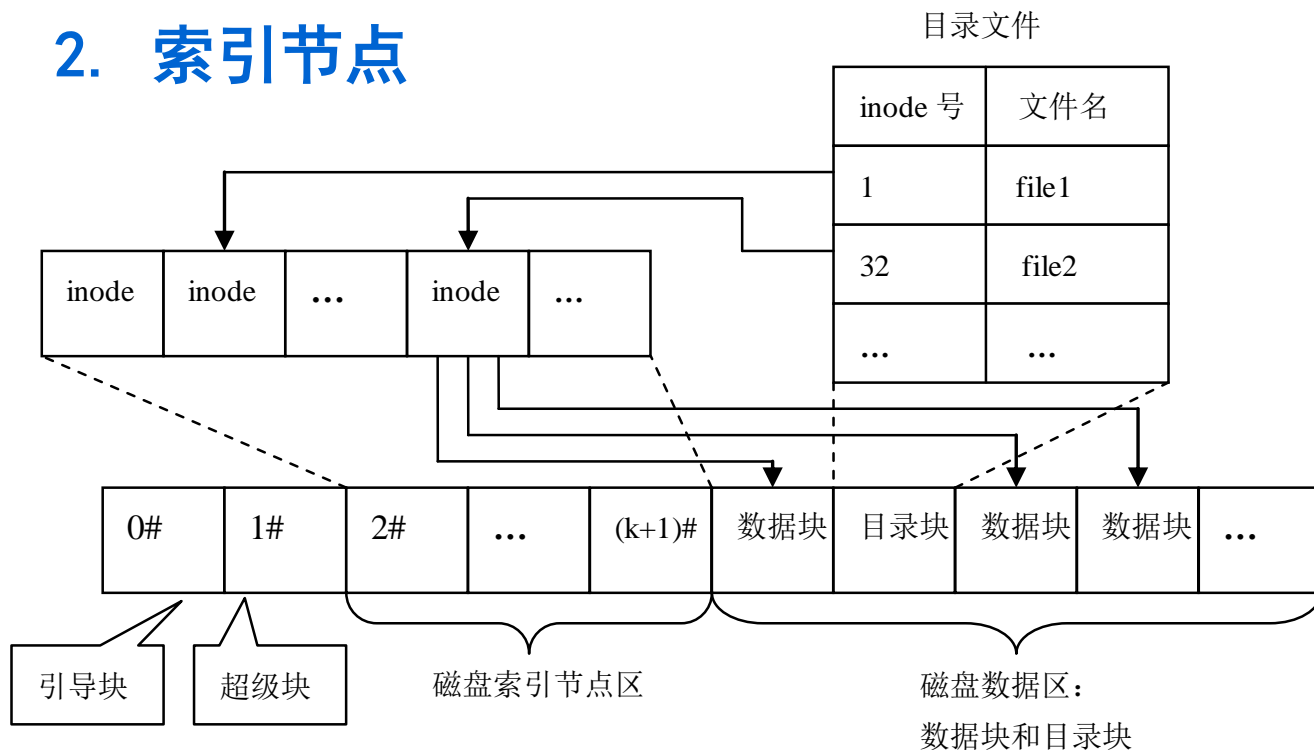 2. 索引节点
目录文件
inode 号 文件名
1 file1
32 file2
... ...
inode inode ... inode ...
0# 1# 2# ... (k+1)# 数据块 目录块 数据块 数据块 ...
引导块 超级块 磁盘索引节点区 磁盘数据区：
数据块和目录块